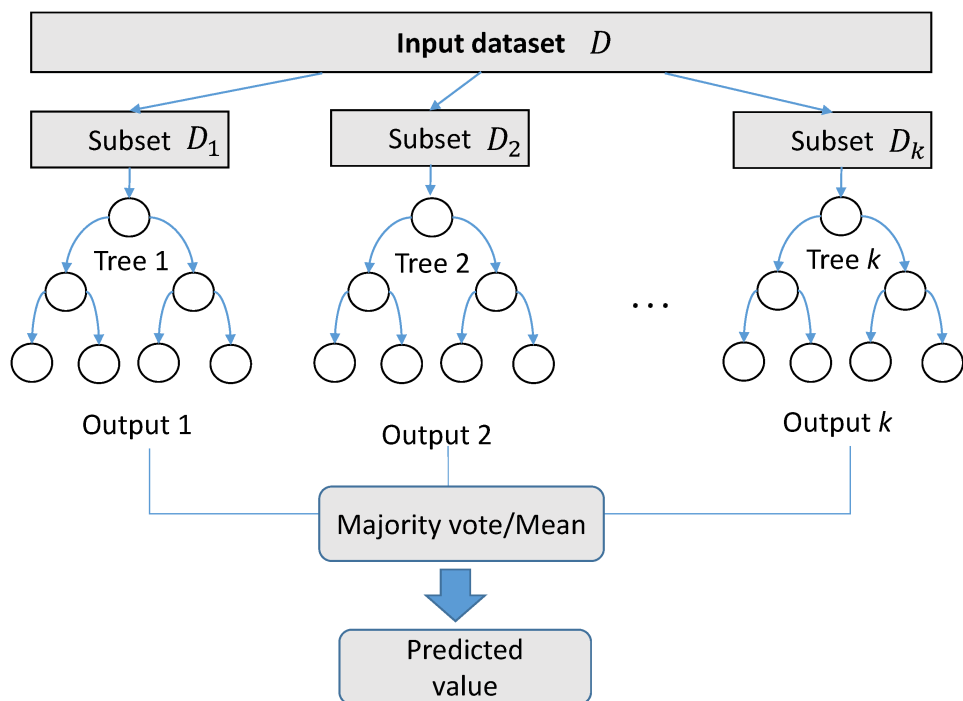 Input dataset D
Subset D₁
Subset D₂
Subset Dₖ
Tree 1
Tree 2
Tree k
...
Output 1
Output 2
Output k
Majority vote/Mean
Predicted
value